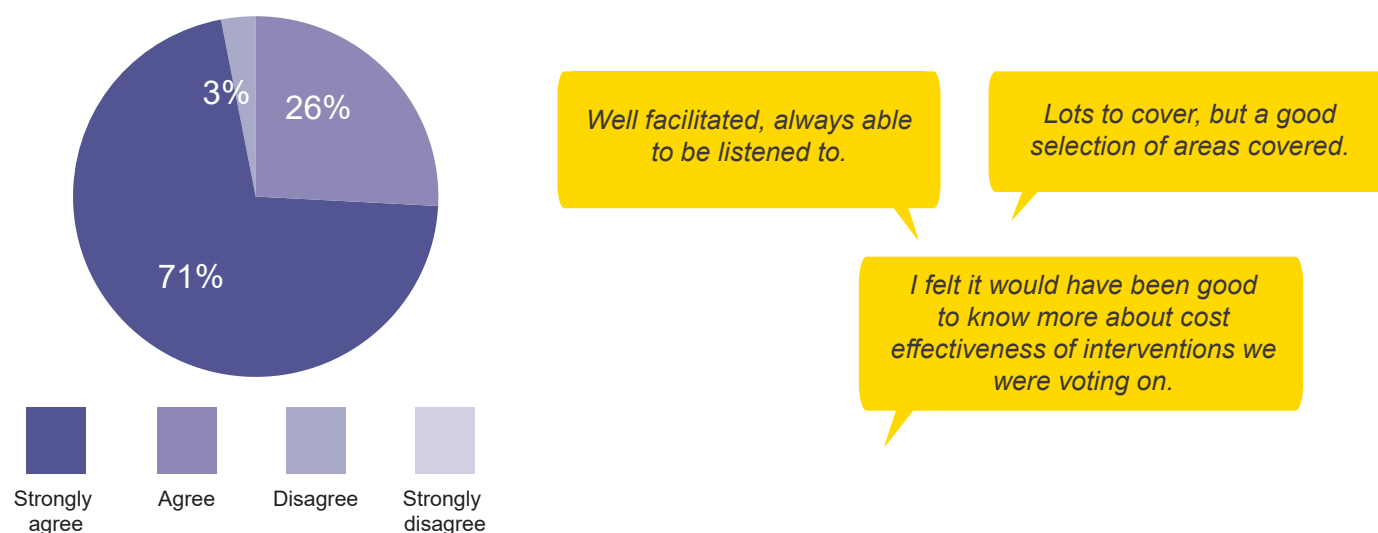 3%
26%
71%
Strongly
agree
Agree
Disagree
Strongly
disagree
Well facilitated, always able
to be listened to.
Lots to cover, but a good
selection of areas covered.
I felt it would have been good
to know more about cost
effectiveness of interventions we
were voting on.